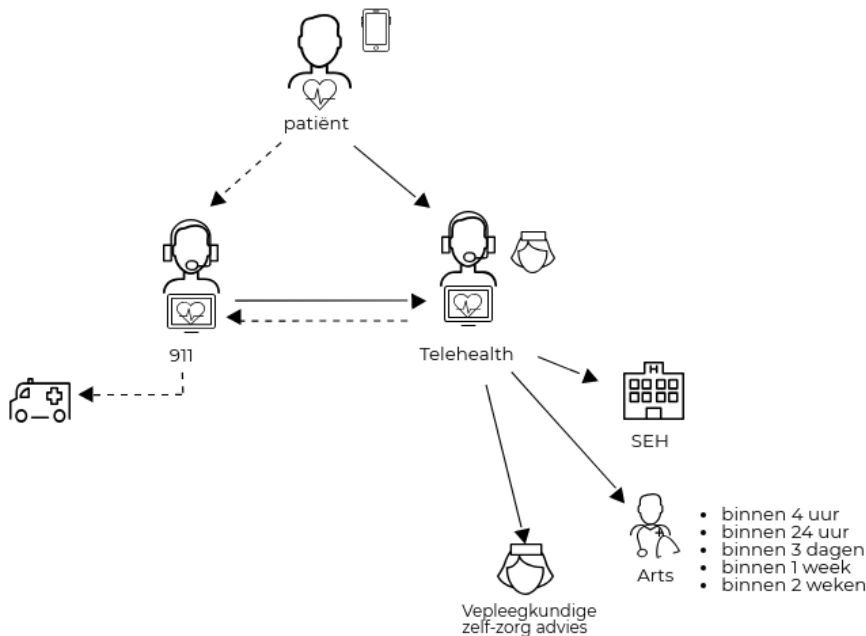 patiënt
911
Telehealth
H
SEH
Arts
• binnen 4 uur
• binnen 24 uur
• binnen 3 dagen
• binnen 1 week
• binnen 2 weken
Vepleegkundige
zelf-zorg advies